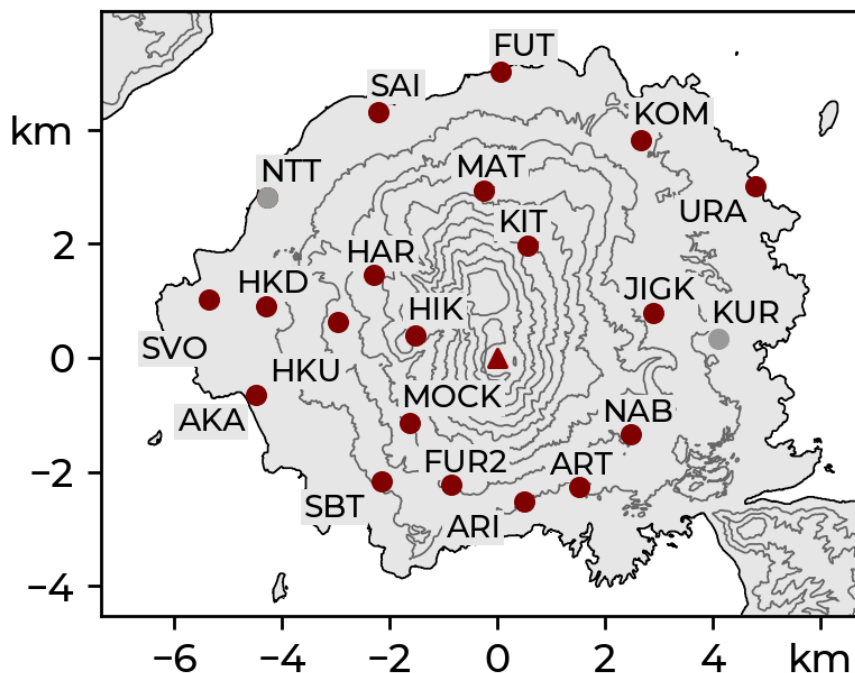 FUT
SAI
KOM
km
NTT
MAT
URA
KIT
2
HAR
HKD
JIGK
HIK
KUR
SVO
0
HKU
MOCK
NAB
AKA
FUR2
ART
−2
SBT
ARI
−4
−6 −4 −2 0 2 4 km